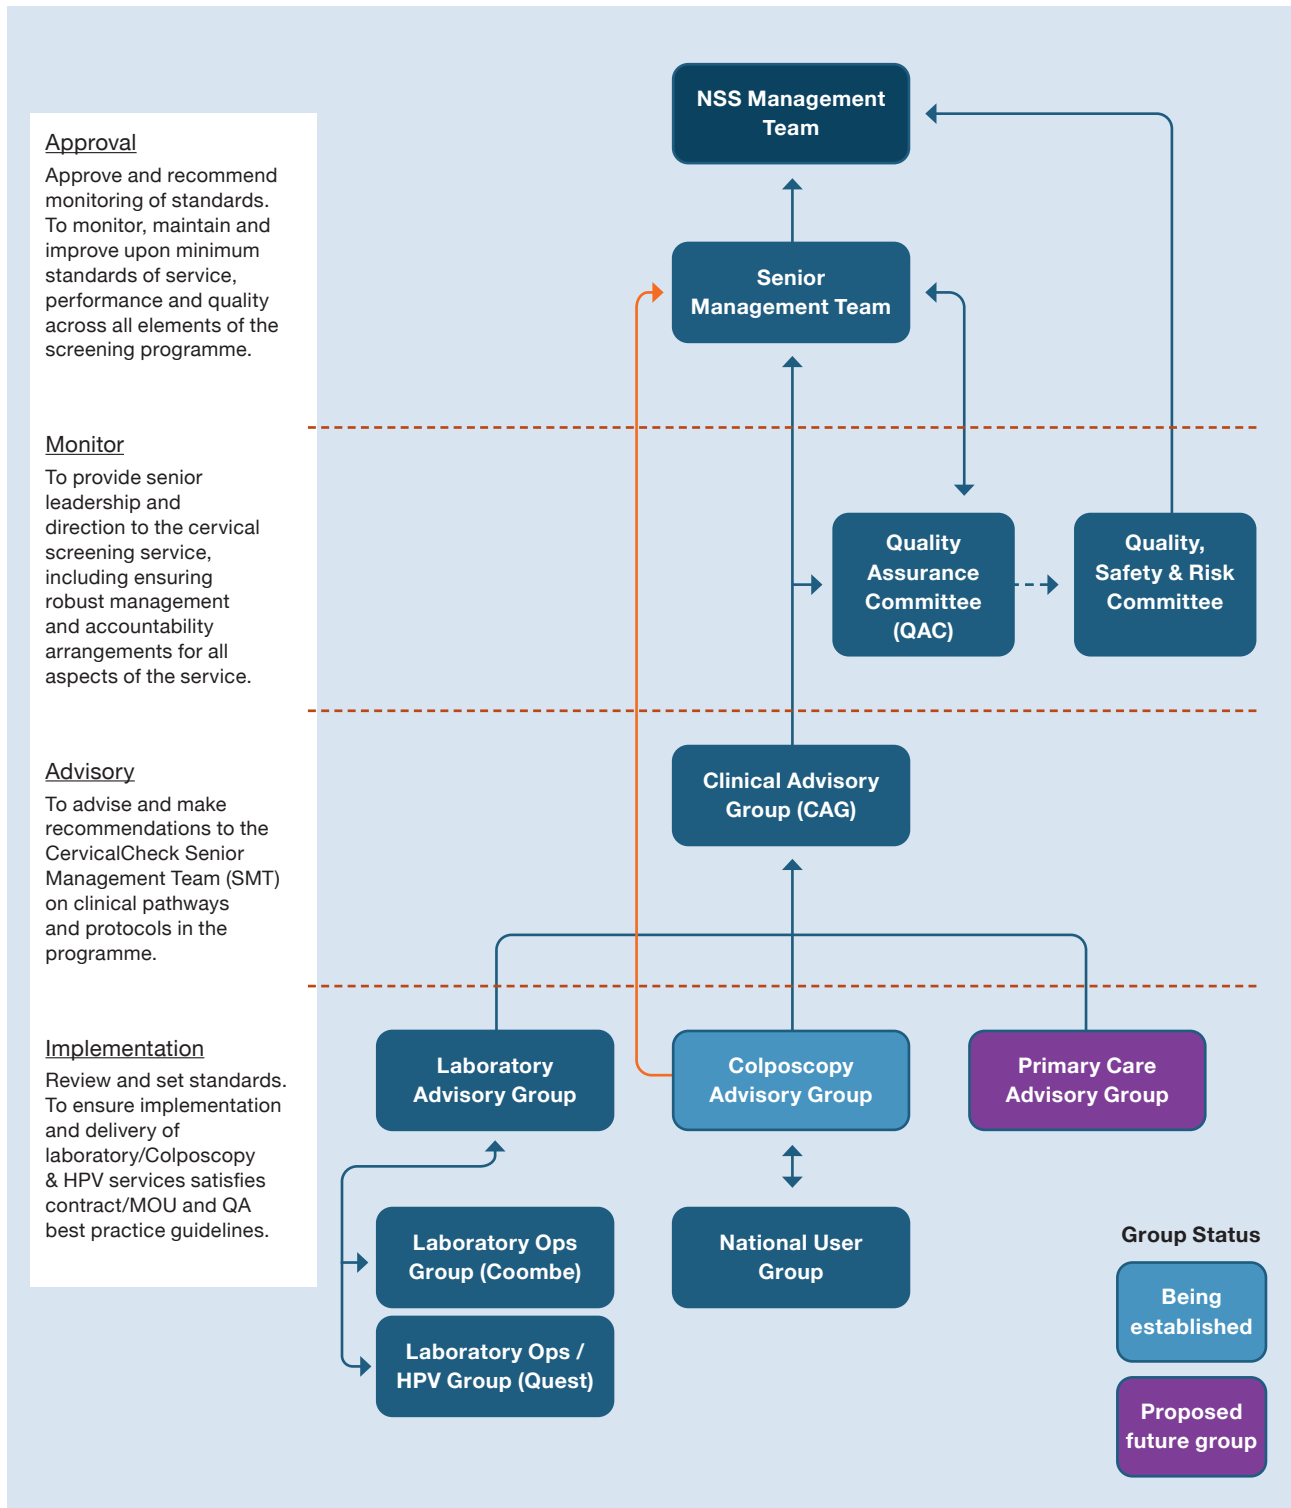 Approval
Approve and recommend
monitoring of standards.
To monitor, maintain and
improve upon minimum
standards of service,
performance and quality
across all elements of the
screening programme.
Monitor
To provide senior
leadership and
direction to the cervical
screening service,
including ensuring
robust management
and accountability
arrangements for all
aspects of the service.
Advisory
To advise and make
recommendations to the
CervicalCheck Senior
Management Team (SMT)
on clinical pathways
and protocols in the
programme.
Implementation
Review and set standards.
To ensure implementation
and delivery of
laboratory/Colposcopy
& HPV services satisfies
contract/MOU and QA
best practice guidelines.
NSS Management
Team
Senior
Management Team
Quality
Assurance
Committee
(QAC)
Quality,
Safety & Risk
Committee
Clinical Advisory
Group (CAG)
Laboratory
Advisory Group
Colposcopy
Advisory Group
Primary Care
Advisory Group
Laboratory Ops
Group (Coombe)
National User
Group
Laboratory Ops /
HPV Group (Quest)
Group Status
Being
established
Proposed
future group